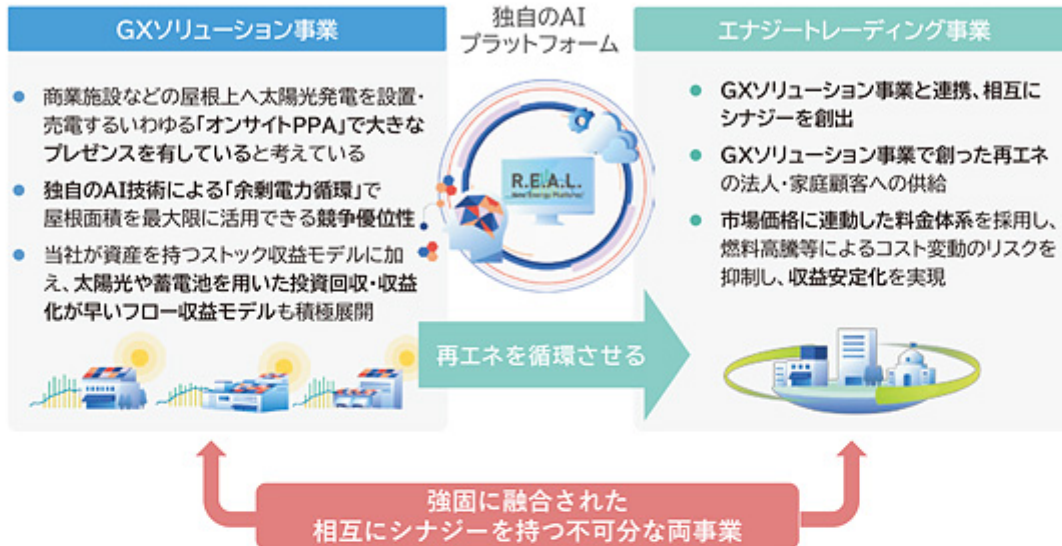 GXソリューション事業
独自のAI
プラットフォーム
エナジートレーディング事業
商業施設などの屋根上へ太陽光発電を設置・
売電するいわゆる「オンサイトPPA」で大きな
プレゼンスを有していると考えている
独自のAI技術による「余剰電力循環」で
屋根面積を最大限に活用できる競争優位性
当社が資産を持つストック収益モデルに加
え、太陽光や蓄電池を用いた投資回収・収益
化が早いフロー収益モデルも積極展開
R.E.A.L.
New Energy Platform
GXソリューション事業と連携、相互に
シナジーを創出
GXソリューション事業で創った再エネ
の法人・家庭顧客への供給
市場価格に連動した料金体系を採用し、
燃料高騰等によるコスト変動のリスクを
抑制し、収益安定化を実現
再エネを循環させる
強固に融合された
相互にシナジーを持つ不可分な両事業